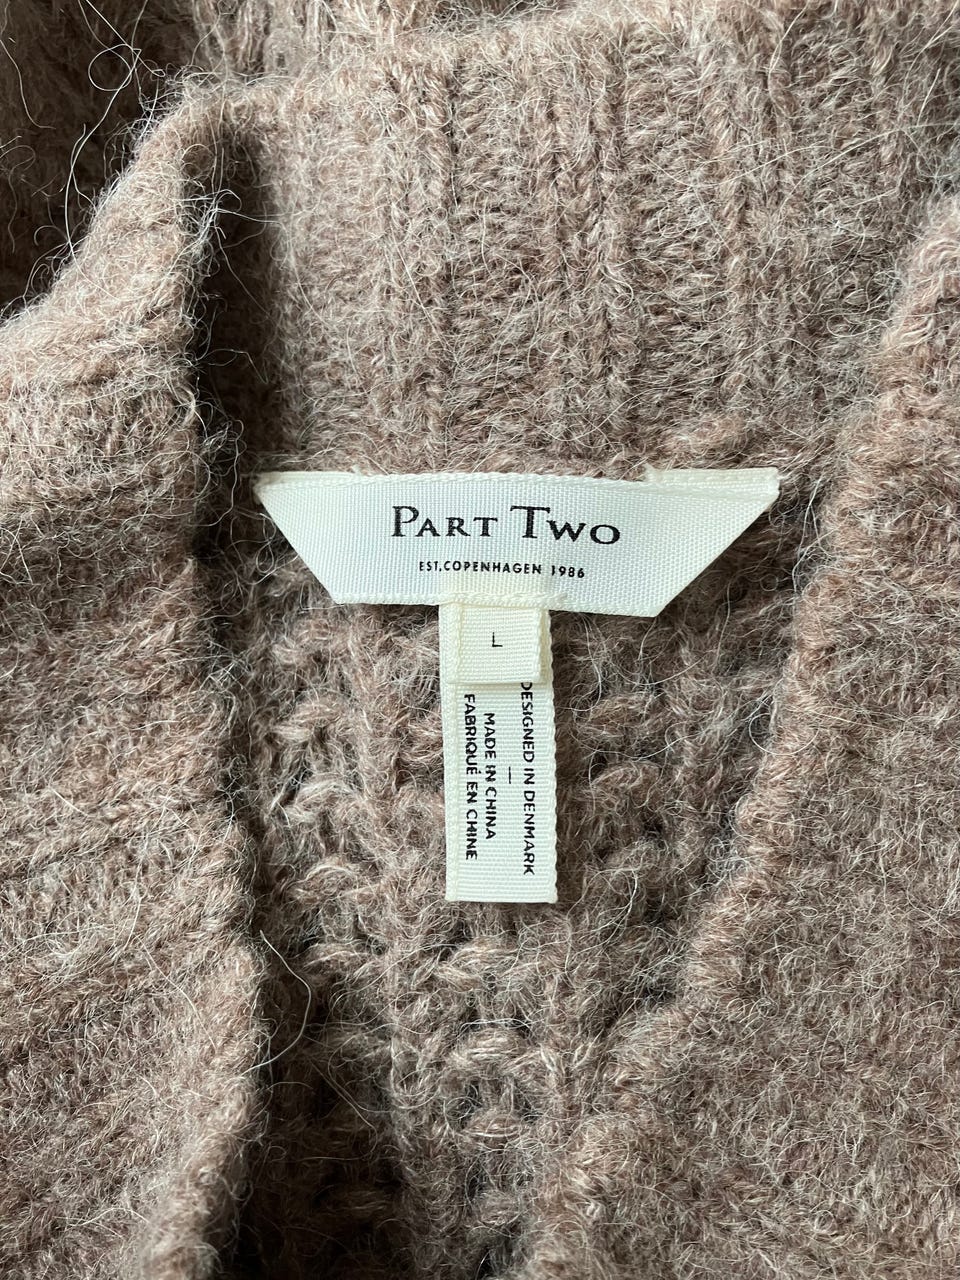 PART TWO
EST.COPENHAGEN 1986
L
DESIGNED IN DENMARK
—
MADE IN CHINA
FABRIQUÉ EN CHINE